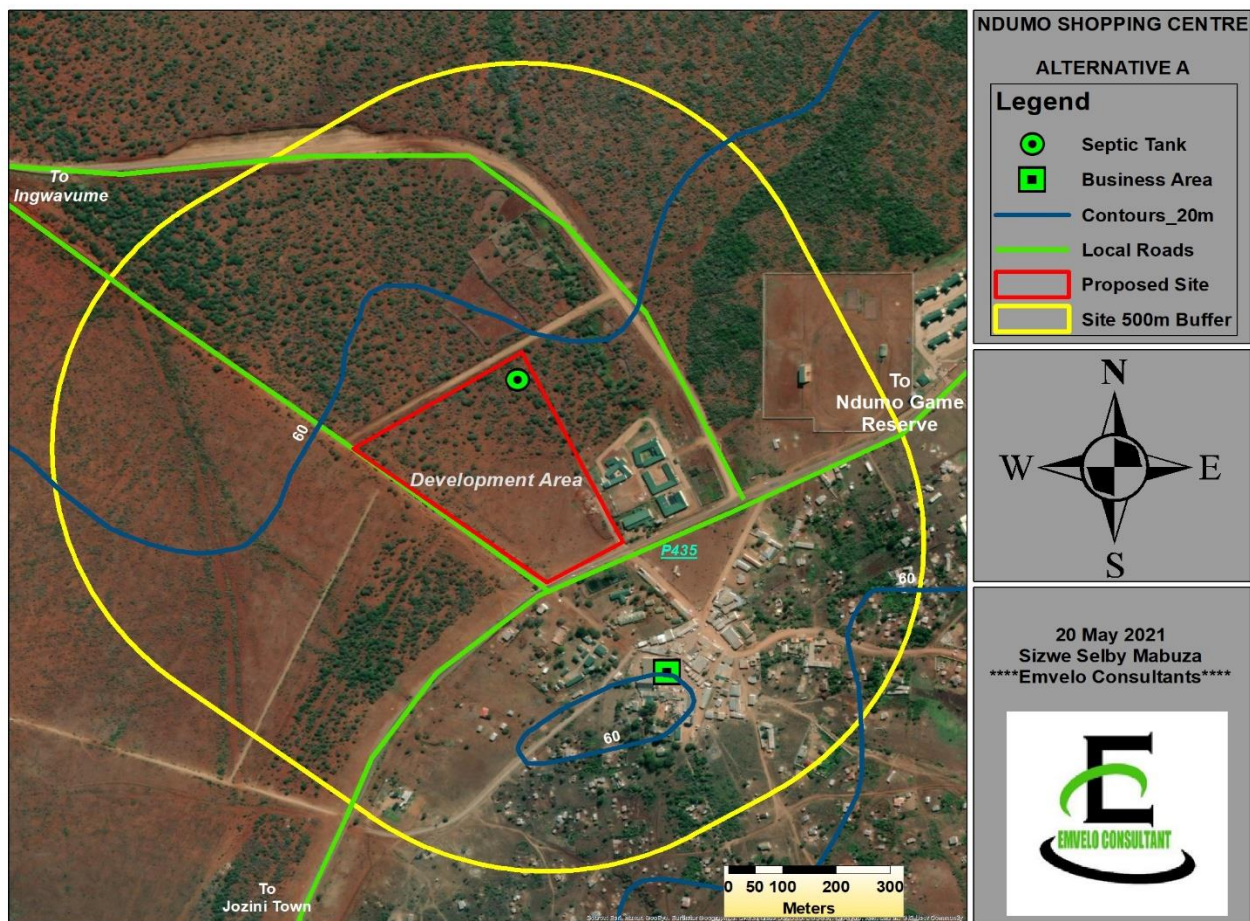 NDUMO SHOPPING CENTRE
ALTERNATIVE A
Legend
Septic Tank
Business Area
Contours_20m
Local Roads
Proposed Site
Site 500m Buffer
N
W
E
S
20 May 2021
Sizwe Selby Mabuza
****Emvelo Consultants****
E
EMVELO CONSULTANT
To
Ingwavume
60
Development Area
To
Ndumo Game
Reserve
P435
60
60
To
Jozini Town
0 50 100 200 300
Meters